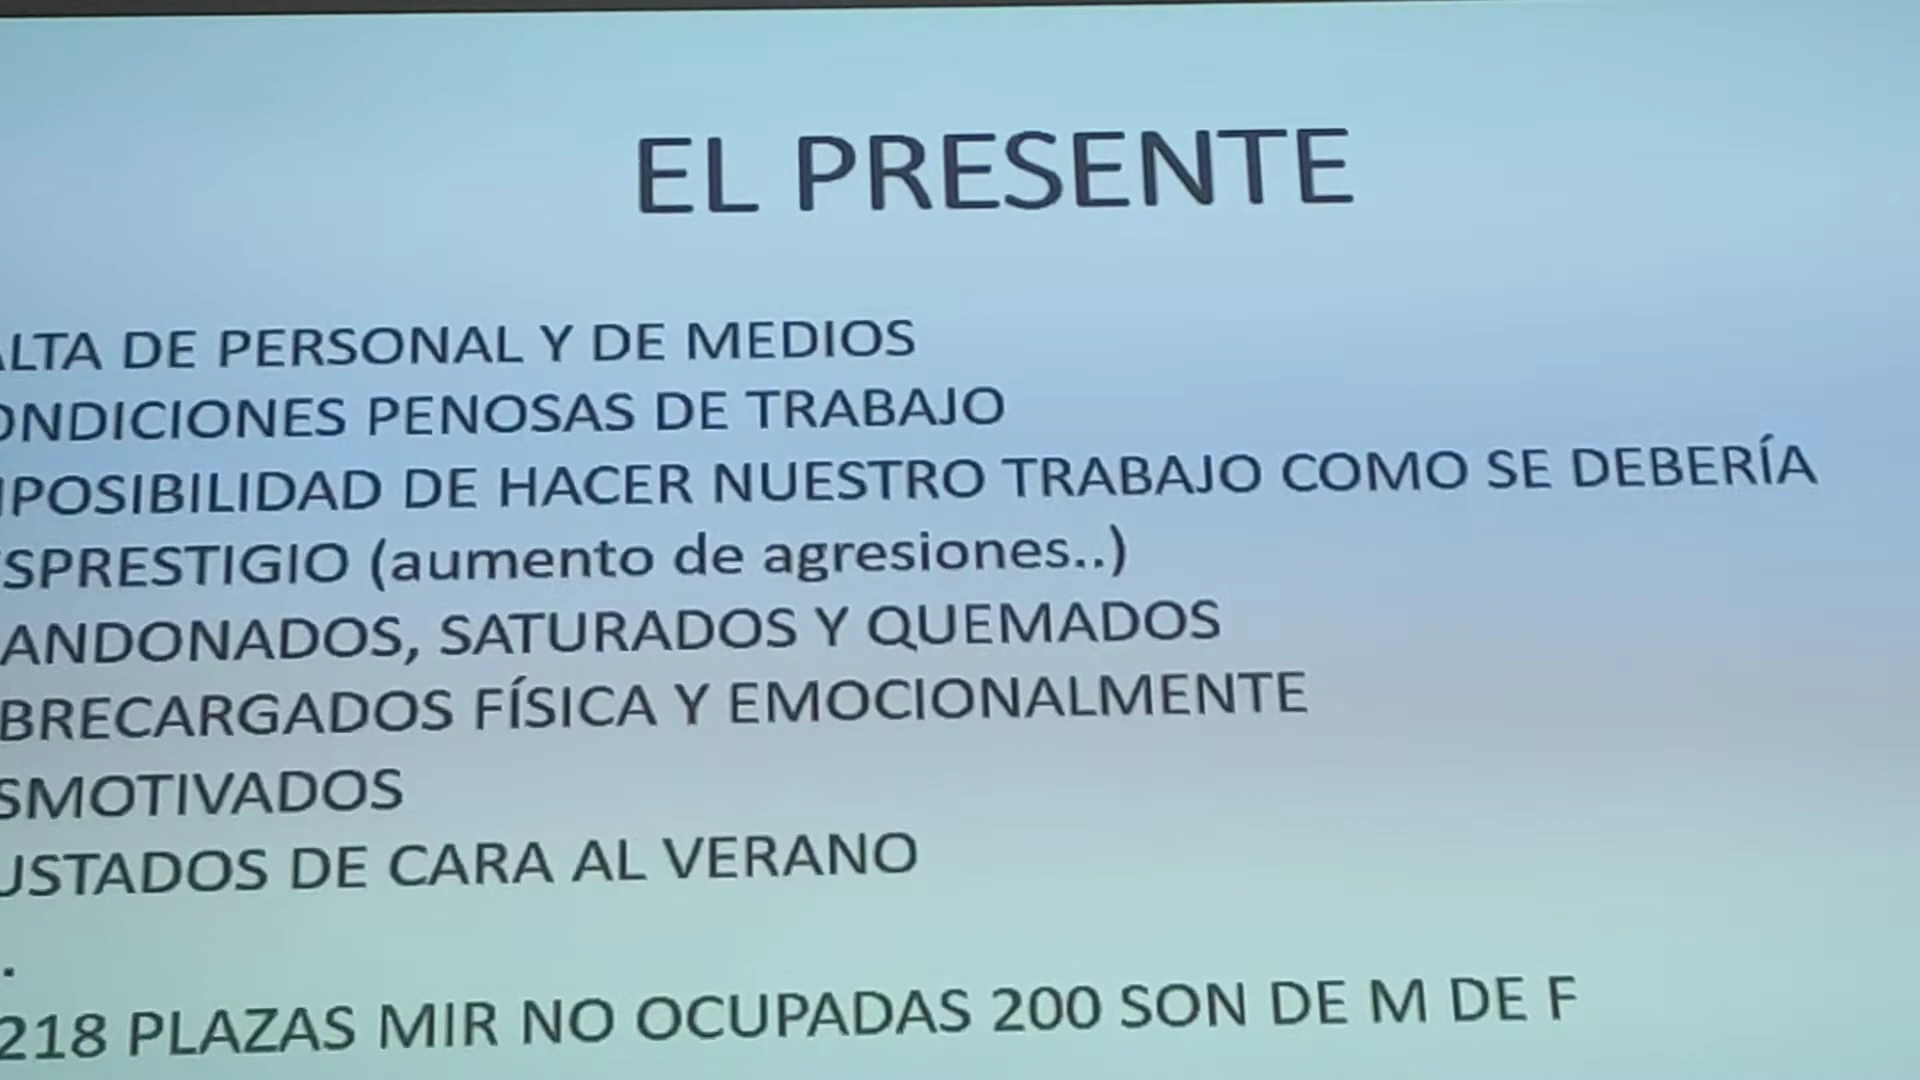 EL PRESENTE
ALTA DE PERSONAL Y DE MEDIOS
ONDICIONES PENOSAS DE TRABAJO
MPOSIBILIDAD DE HACER NUESTRO TRABAJO COMO SE DEBERÍA
ESPRESTIGIO (aumento de agresiones..)
ANDONADOS, SATURADOS Y QUEMADOS
BRECARGADOS FÍSICA Y EMOCIONALMENTE
SMOTIVADOS
USTADOS DE CARA AL VERANO
.
218 PLAZAS MIR NO OCUPADAS 200 SON DE M DE F